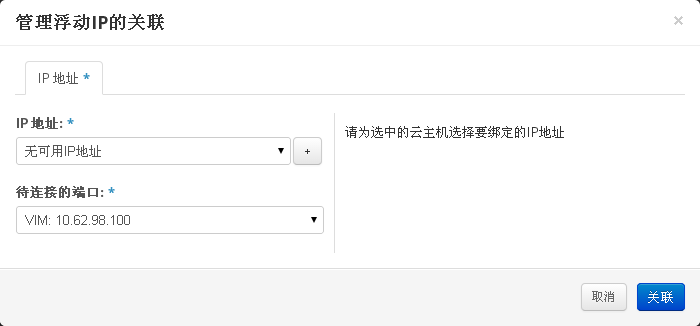 管理浮动IP的关联
×
IP 地址 *
IP 地址: *
无可用IP地址
+
待连接的端口: *
VIM: 10.62.98.100
请为选中的云主机选择要绑定的IP地址
取消
关联